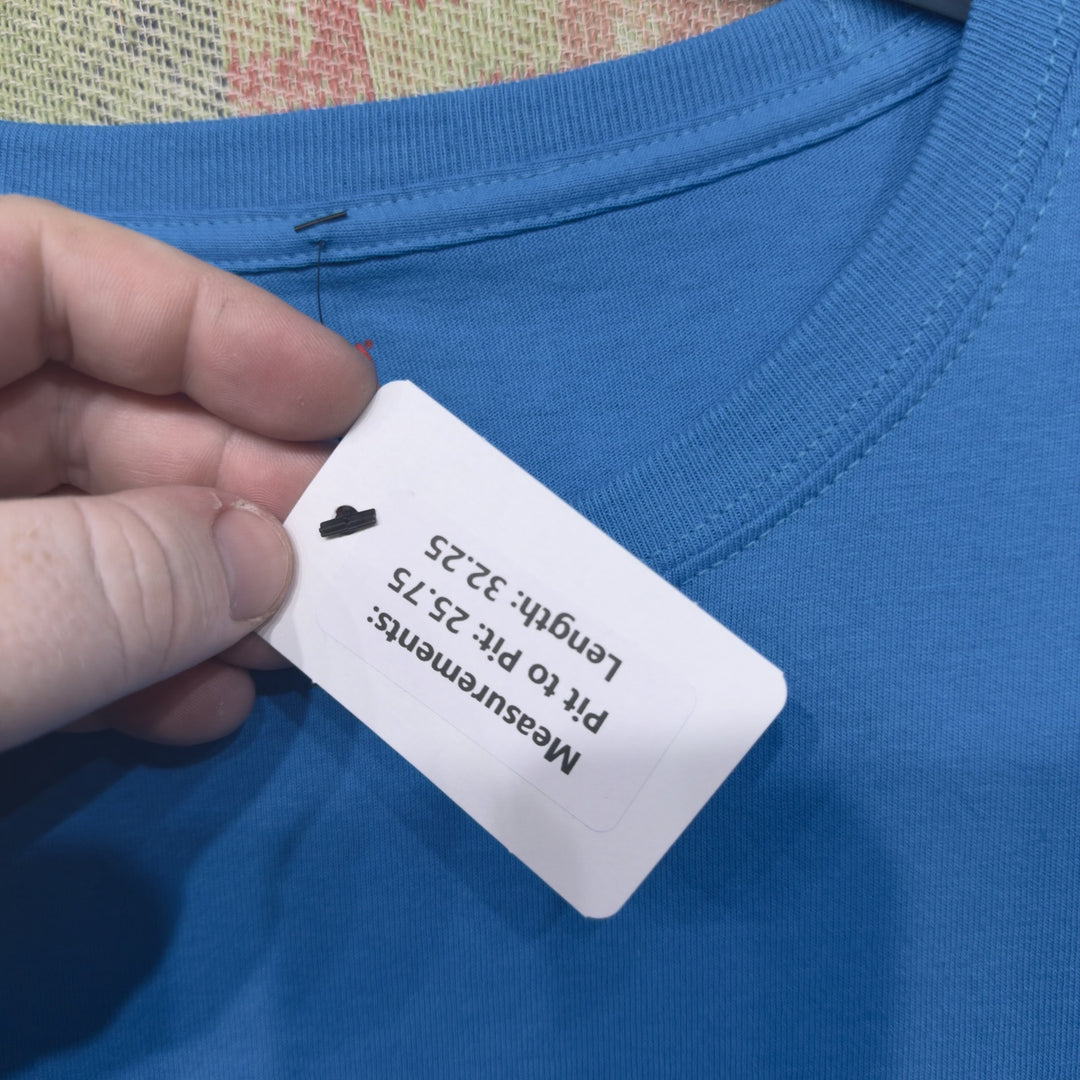 Measurements:
Pit to Pit: 25.75
Length: 32.25